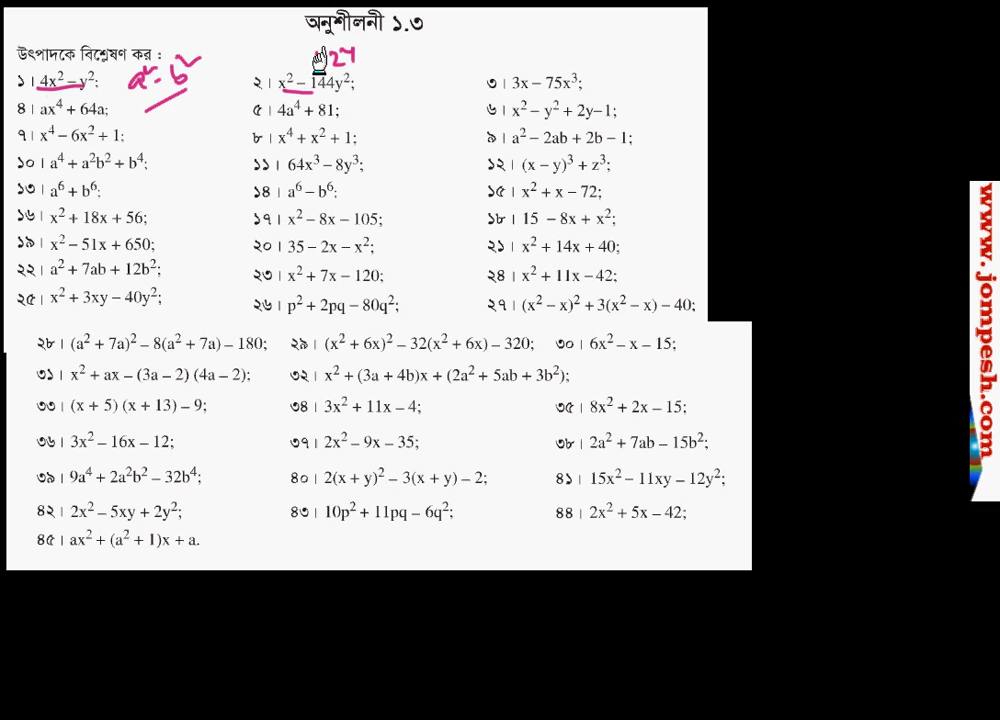 অনুশীলনী ১.৩
উৎপাদকে বিশ্লেষণ কর :
১। 4x² – y²; a² - b² ২। x² – 144y²; ৩। 3x – 75x³;
৪। ax⁴ + 64a; ৫। 4a⁴ + 81; ৬। x² – y² + 2y–1;
৭। x⁴ – 6x² + 1; ৮। x⁴ + x² + 1; ৯। a² – 2ab + 2b – 1;
১০। a⁴ + a²b² + b⁴; ১১। 64x³ – 8y³; ১২। (x – y)³ + z³;
১৩। a⁶ + b⁶; ১৪। a⁶ – b⁶; ১৫। x² + x – 72;
১৬। x² + 18x + 56; ১৭। x² – 8x – 105; ১৮। 15 – 8x + x²;
১৯। x² – 51x + 650; ২০। 35 – 2x – x²; ২১। x² + 14x + 40;
২২। a² + 7ab + 12b²; ২৩। x² + 7x – 120; ২৪। x² + 11x – 42;
২৫। x² + 3xy – 40y²; ২৬। p² + 2pq – 80q²; ২৭। (x² – x)² + 3(x² – x) – 40;
২৮। (a² + 7a)² – 8(a² + 7a) – 180; ২৯। (x² + 6x)² – 32(x² + 6x) – 320; ৩০। 6x² – x – 15;
৩১। x² + ax – (3a – 2) (4a – 2); ৩২। x² + (3a + 4b)x + (2a² + 5ab + 3b²);
৩৩। (x + 5) (x + 13) – 9; ৩৪। 3x² + 11x – 4; ৩৫। 8x² + 2x – 15;
৩৬। 3x² – 16x – 12; ৩৭। 2x² – 9x – 35; ৩৮। 2a² + 7ab – 15b²;
৩৯। 9a⁴ + 2a²b² – 32b⁴; ৪০। 2(x + y)² – 3(x + y) – 2; ৪১। 15x² – 11xy – 12y²;
৪২। 2x² – 5xy + 2y²; ৪৩। 10p² + 11pq – 6q²; ৪৪। 2x² + 5x – 42;
৪৫। ax² + (a² + 1)x + a.
www.jompesh.com